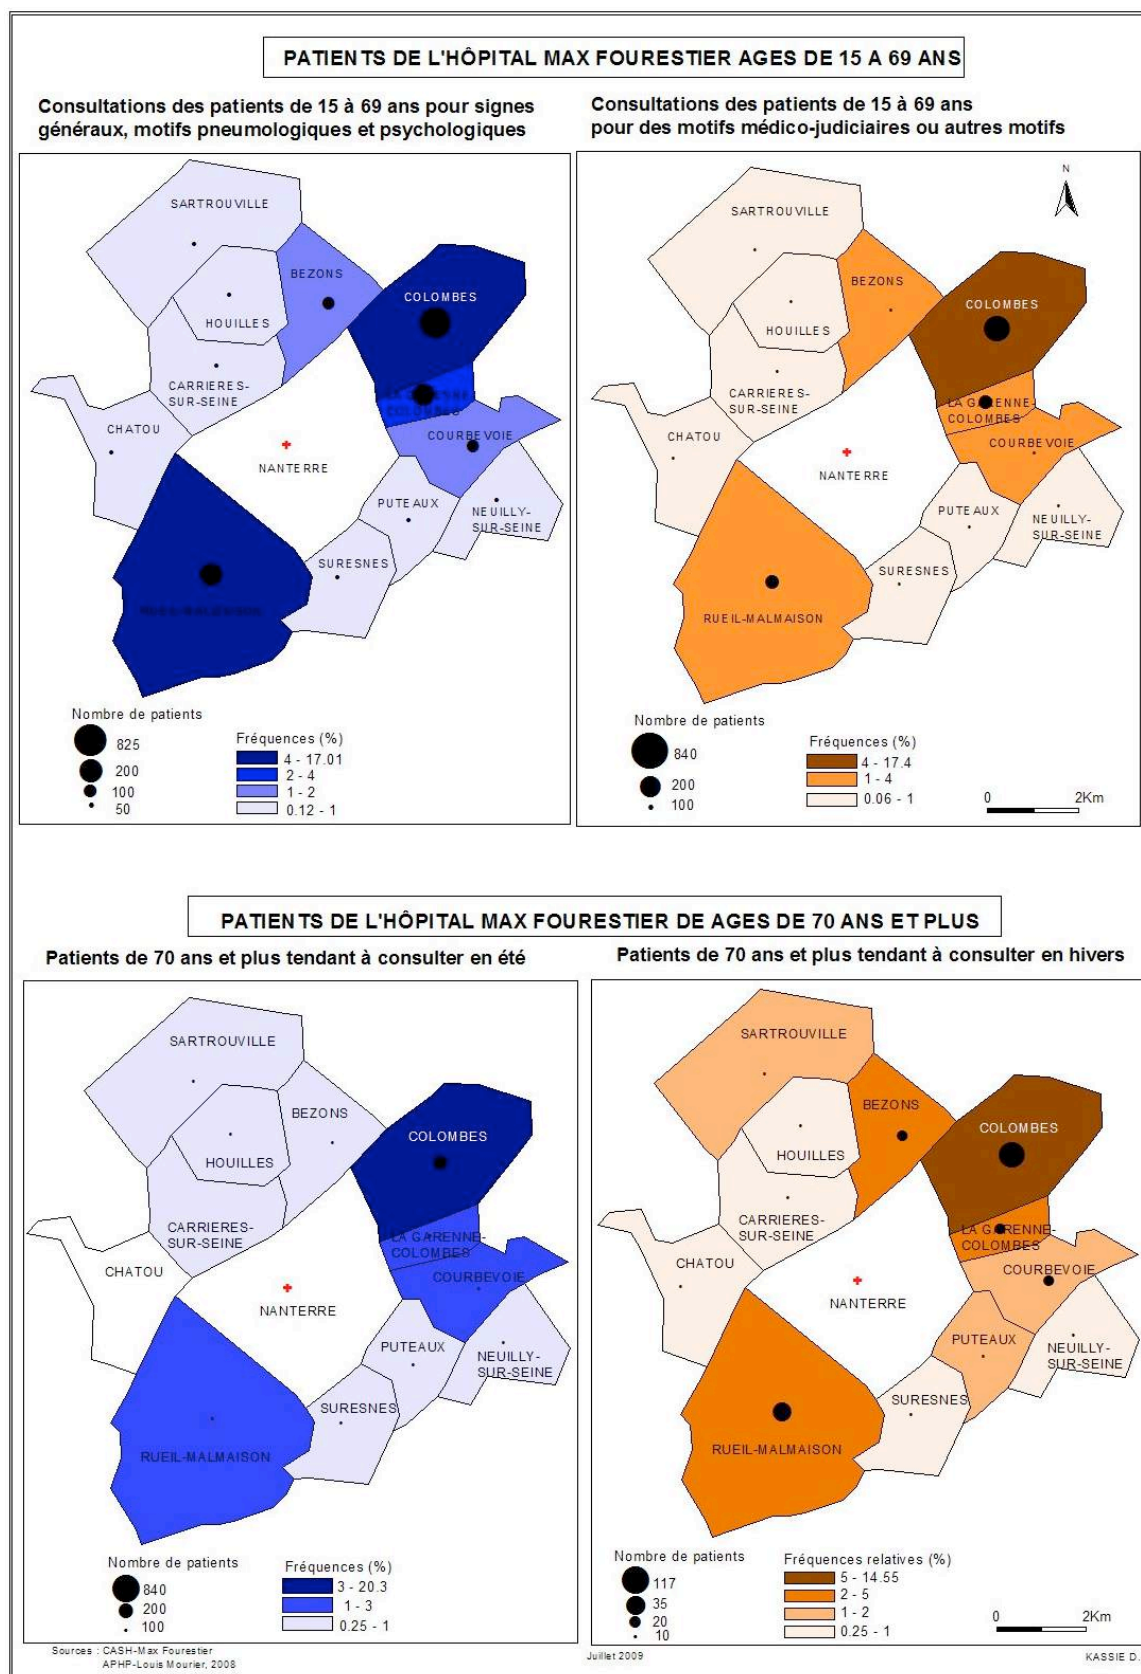 PATIENTS DE L'HÔPITAL MAX FOURESTIER AGES DE 15 A 69 ANS
Consultations des patients de 15 à 69 ans pour signes
généraux, motifs pneumologiques et psychologiques
SARTROUVILLE
BEZONS
COLOMBES
HOUILLES
CARRIERES-
SUR-SEINE
LA GARENNE-
COLOMBES
CHATOU
COURBEVOIE
NANTERRE
PUTEAUX
NEUILLY-
SUR-SEINE
SURESNES
RUEIL-MALMAISON
Nombre de patients
825
200
100
50
Fréquences (%)
4 - 17.01
2 - 4
1 - 2
0.12 - 1
Consultations des patients de 15 à 69 ans
pour des motifs médico-judiciaires ou autres motifs
N
SARTROUVILLE
BEZONS
COLOMBES
HOUILLES
CARRIERES-
SUR-SEINE
LA GARENNE-
COLOMBES
CHATOU
COURBEVOIE
NANTERRE
PUTEAUX
NEUILLY-
SUR-SEINE
SURESNES
RUEIL-MALMAISON
Nombre de patients
840
200
100
Fréquences (%)
4 - 17.4
1 - 4
0.06 - 1
0 2Km
PATIENTS DE L'HÔPITAL MAX FOURESTIER DE AGES DE 70 ANS ET PLUS
Patients de 70 ans et plus tendant à consulter en été
SARTROUVILLE
BEZONS
COLOMBES
HOUILLES
CARRIERES-
SUR-SEINE
LA GARENNE-
COLOMBES
CHATOU
COURBEVOIE
NANTERRE
PUTEAUX
NEUILLY-
SUR-SEINE
SURESNES
RUEIL-MALMAISON
Nombre de patients
840
200
100
Fréquences (%)
3 - 20.3
1 - 3
0.25 - 1
Patients de 70 ans et plus tendant à consulter en hivers
SARTROUVILLE
BEZONS
COLOMBES
HOUILLES
CARRIERES-
SUR-SEINE
LA GARENNE-
COLOMBES
CHATOU
COURBEVOIE
NANTERRE
PUTEAUX
NEUILLY-
SUR-SEINE
SURESNES
RUEIL-MALMAISON
Nombre de patients
117
35
20
10
Fréquences relatives (%)
5 - 14.55
2 - 5
1 - 2
0.25 - 1
0 2Km
Sources : CASH-Max Fourestier
APHP-Louis Mourier, 2008
Juillet 2009
KASSIE D.